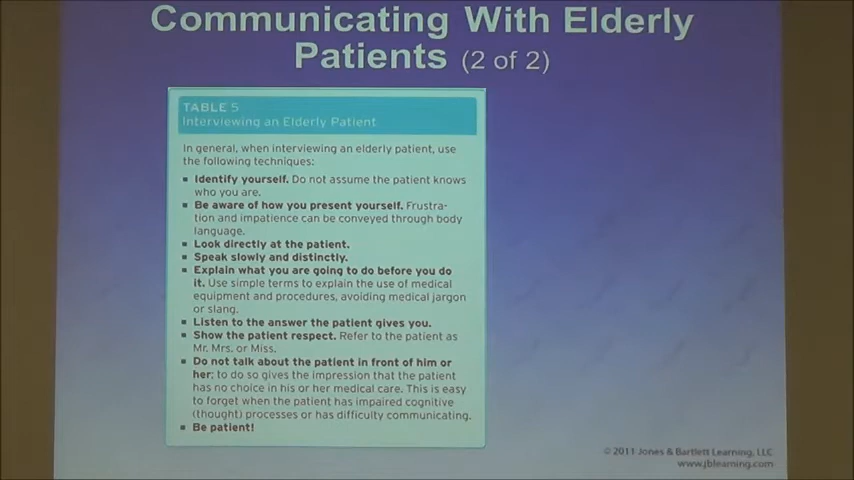 Communicating With Elderly
Patients (2 of 2)
TABLE 5
Interviewing an Elderly Patient
In general, when interviewing an elderly patient, use
the following techniques:
▪ Identify yourself. Do not assume the patient knows
who you are.
▪ Be aware of how you present yourself. Frustra-
tion and impatience can be conveyed through body
language.
▪ Look directly at the patient.
▪ Speak slowly and distinctly.
▪ Explain what you are going to do before you do
it. Use simple terms to explain the use of medical
equipment and procedures, avoiding medical jargon
or slang.
▪ Listen to the answer the patient gives you.
▪ Show the patient respect. Refer to the patient as
Mr. Mrs. or Miss.
▪ Do not talk about the patient in front of him or
her; to do so gives the impression that the patient
has no choice in his or her medical care. This is easy
to forget when the patient has impaired cognitive
(thought) processes or has difficulty communicating.
▪ Be patient!
© 2011 Jones & Bartlett Learning, LLC
www.jblearning.com